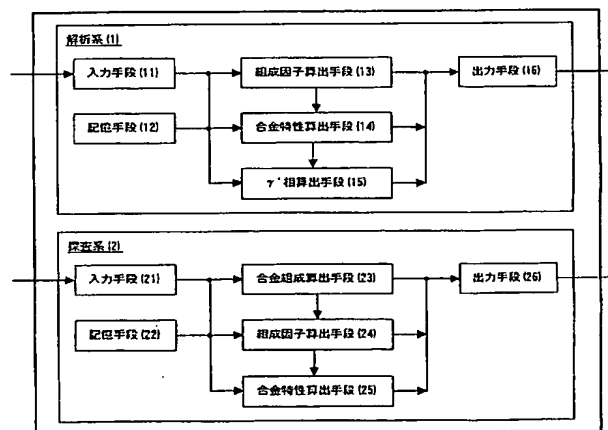 解析系(1)
入力手段(11)
組成因子算出手段(13)
出力手段(16)
記憶手段(12)
合金特性算出手段(14)
γ'相算出手段(15)
探査系(2)
入力手段(21)
合金組成算出手段(23)
出力手段(26)
記憶手段(22)
組成因子算出手段(24)
合金特性算出手段(25)